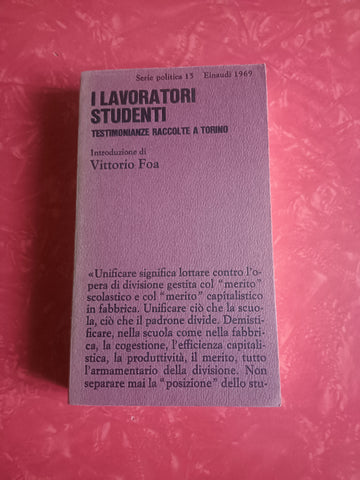 Serie politica 15 Einaudi 1969
I LAVORATORI
STUDENTI
TESTIMONIANZE RACCOLTE A TORINO
Introduzione di
Vittorio Foa
«Unificare significa lottare contro l'o-
pera di divisione gestita col "merito"
scolastico e col "merito" capitalistico
in fabbrica. Unificare ciò che la scuo-
la, ciò che il padrone divide. Demisti-
ficare, nella scuola come nella fabbri-
ca, la cogestione, l'efficienza capitali-
stica, la produttività, il merito, tutto
l'armamentario della divisione. Non
separare mai la "posizione" dello stu-